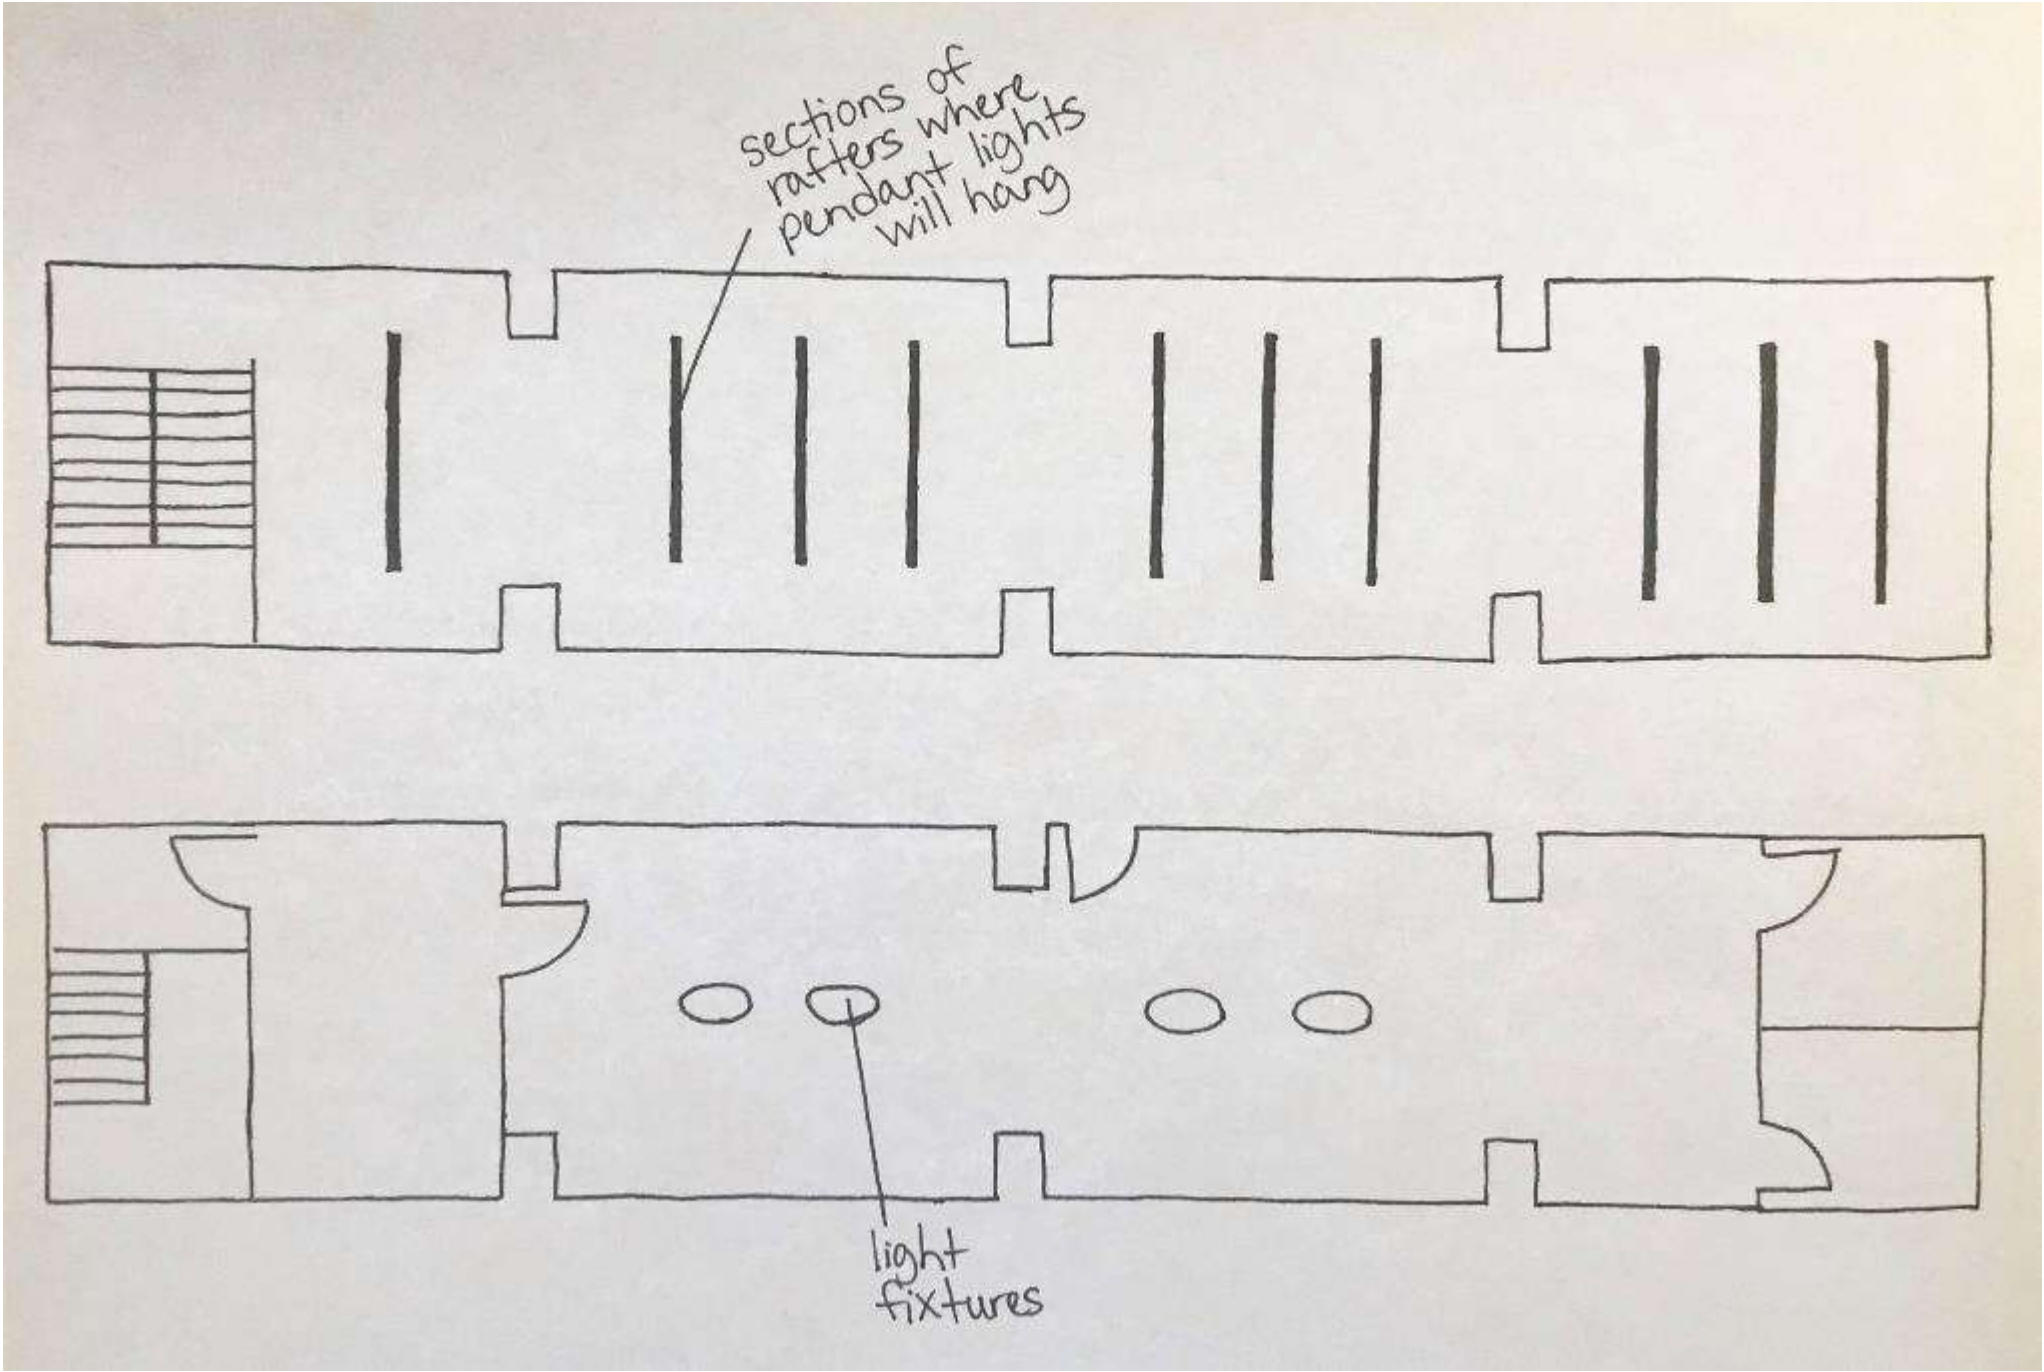 sections of
rafters where
pendant lights
will hang
light
fixtures